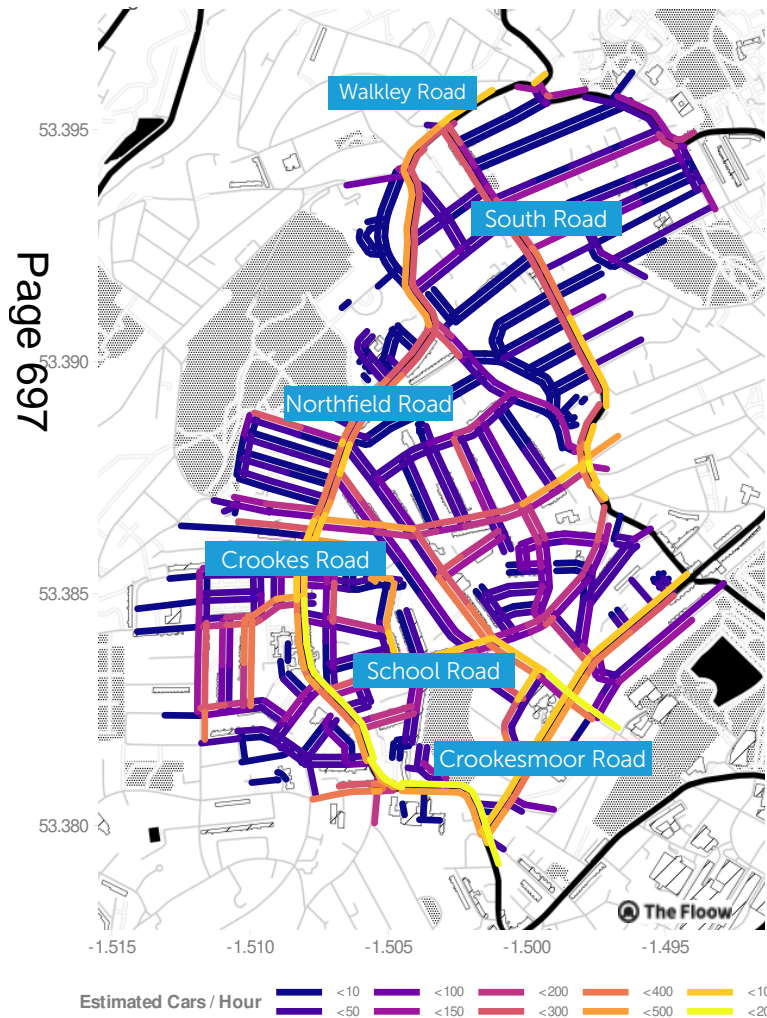 Walkley Road
53.395
South Road
Page 697
53.390
Northfield Road
Crookes Road
53.385
School Road
Crookesmoor Road
53.380
The Floow
-1.515 -1.510 -1.505 -1.500 -1.495
Estimated Cars / Hour <10 <100 <200 <400 <10
<50 <150 <300 <500 <20